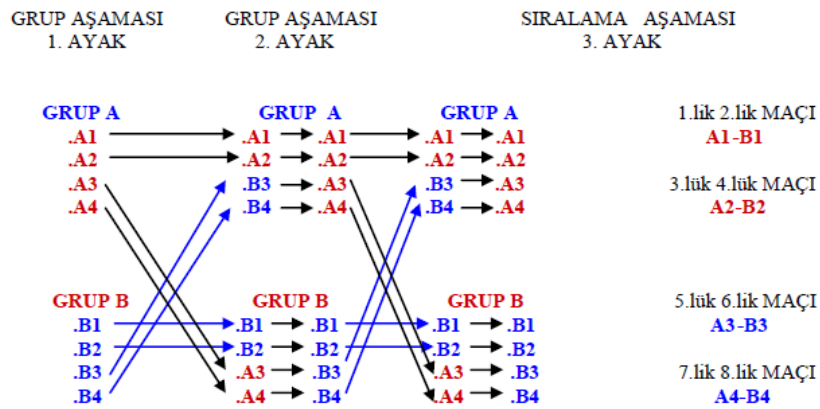 GRUP AŞAMASI GRUP AŞAMASI SIRALAMA AŞAMASI
1. AYAK 2. AYAK 3. AYAK
GRUP A GRUP A GRUP A 1.lik 2.lik MAÇI
.A1 .A1 .A1 .A1 .A1 A1-B1
.A2 .A2 .A2 .A2 .A2
.A3 .B3 .A3 .B3 .A3 3.lük 4.lük MAÇI
.A4 .B4 .A4 .B4 .A4 A2-B2
GRUP B GRUP B GRUP B 5.lük 6.lik MAÇI
.B1 .B1 .B1 .B1 .B1 A3-B3
.B2 .B2 .B2 .B2 .B2
.B3 .A3 .B3 .A3 .B3 7.lik 8.lik MAÇI
.B4 .A4 .B4 .A4 .B4 A4-B4